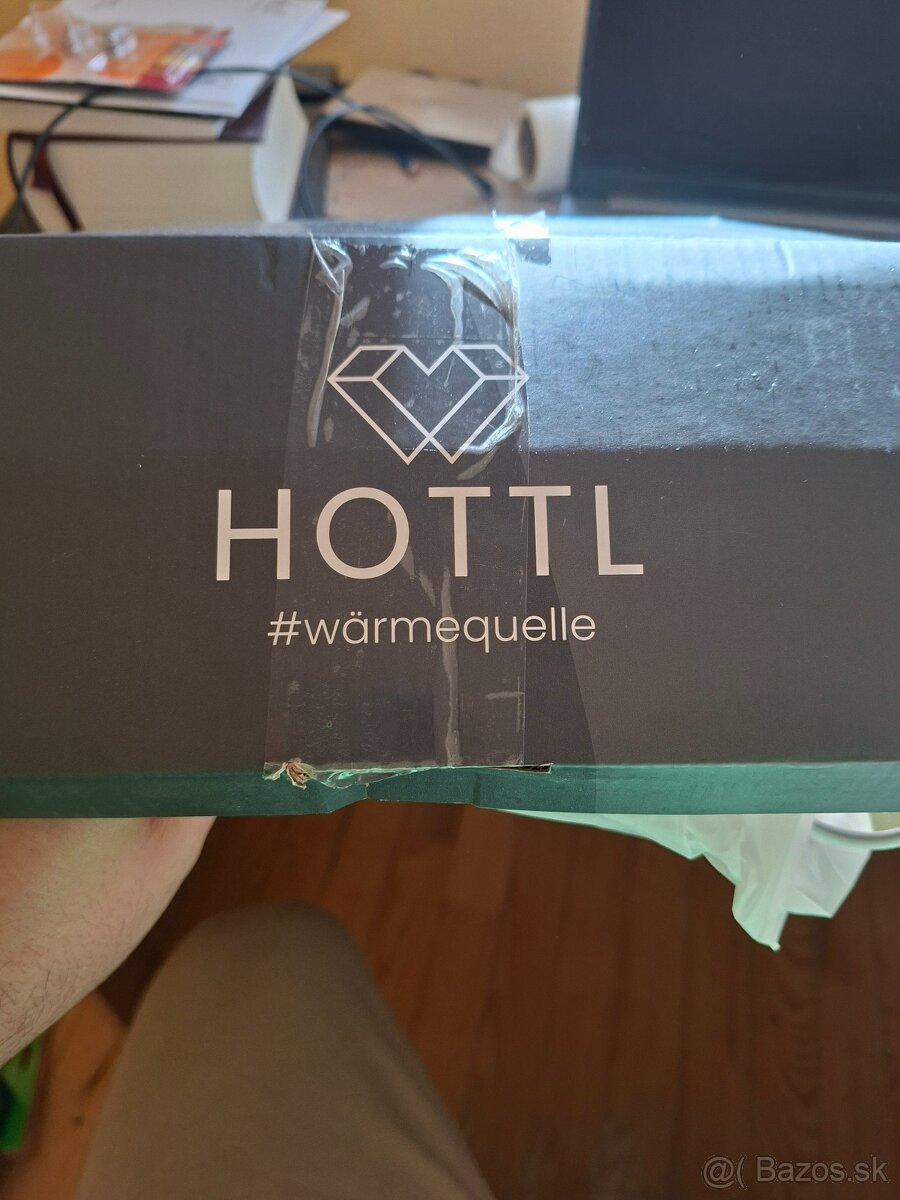 HOTTL
#wärmequelle
@( Bazos.sk